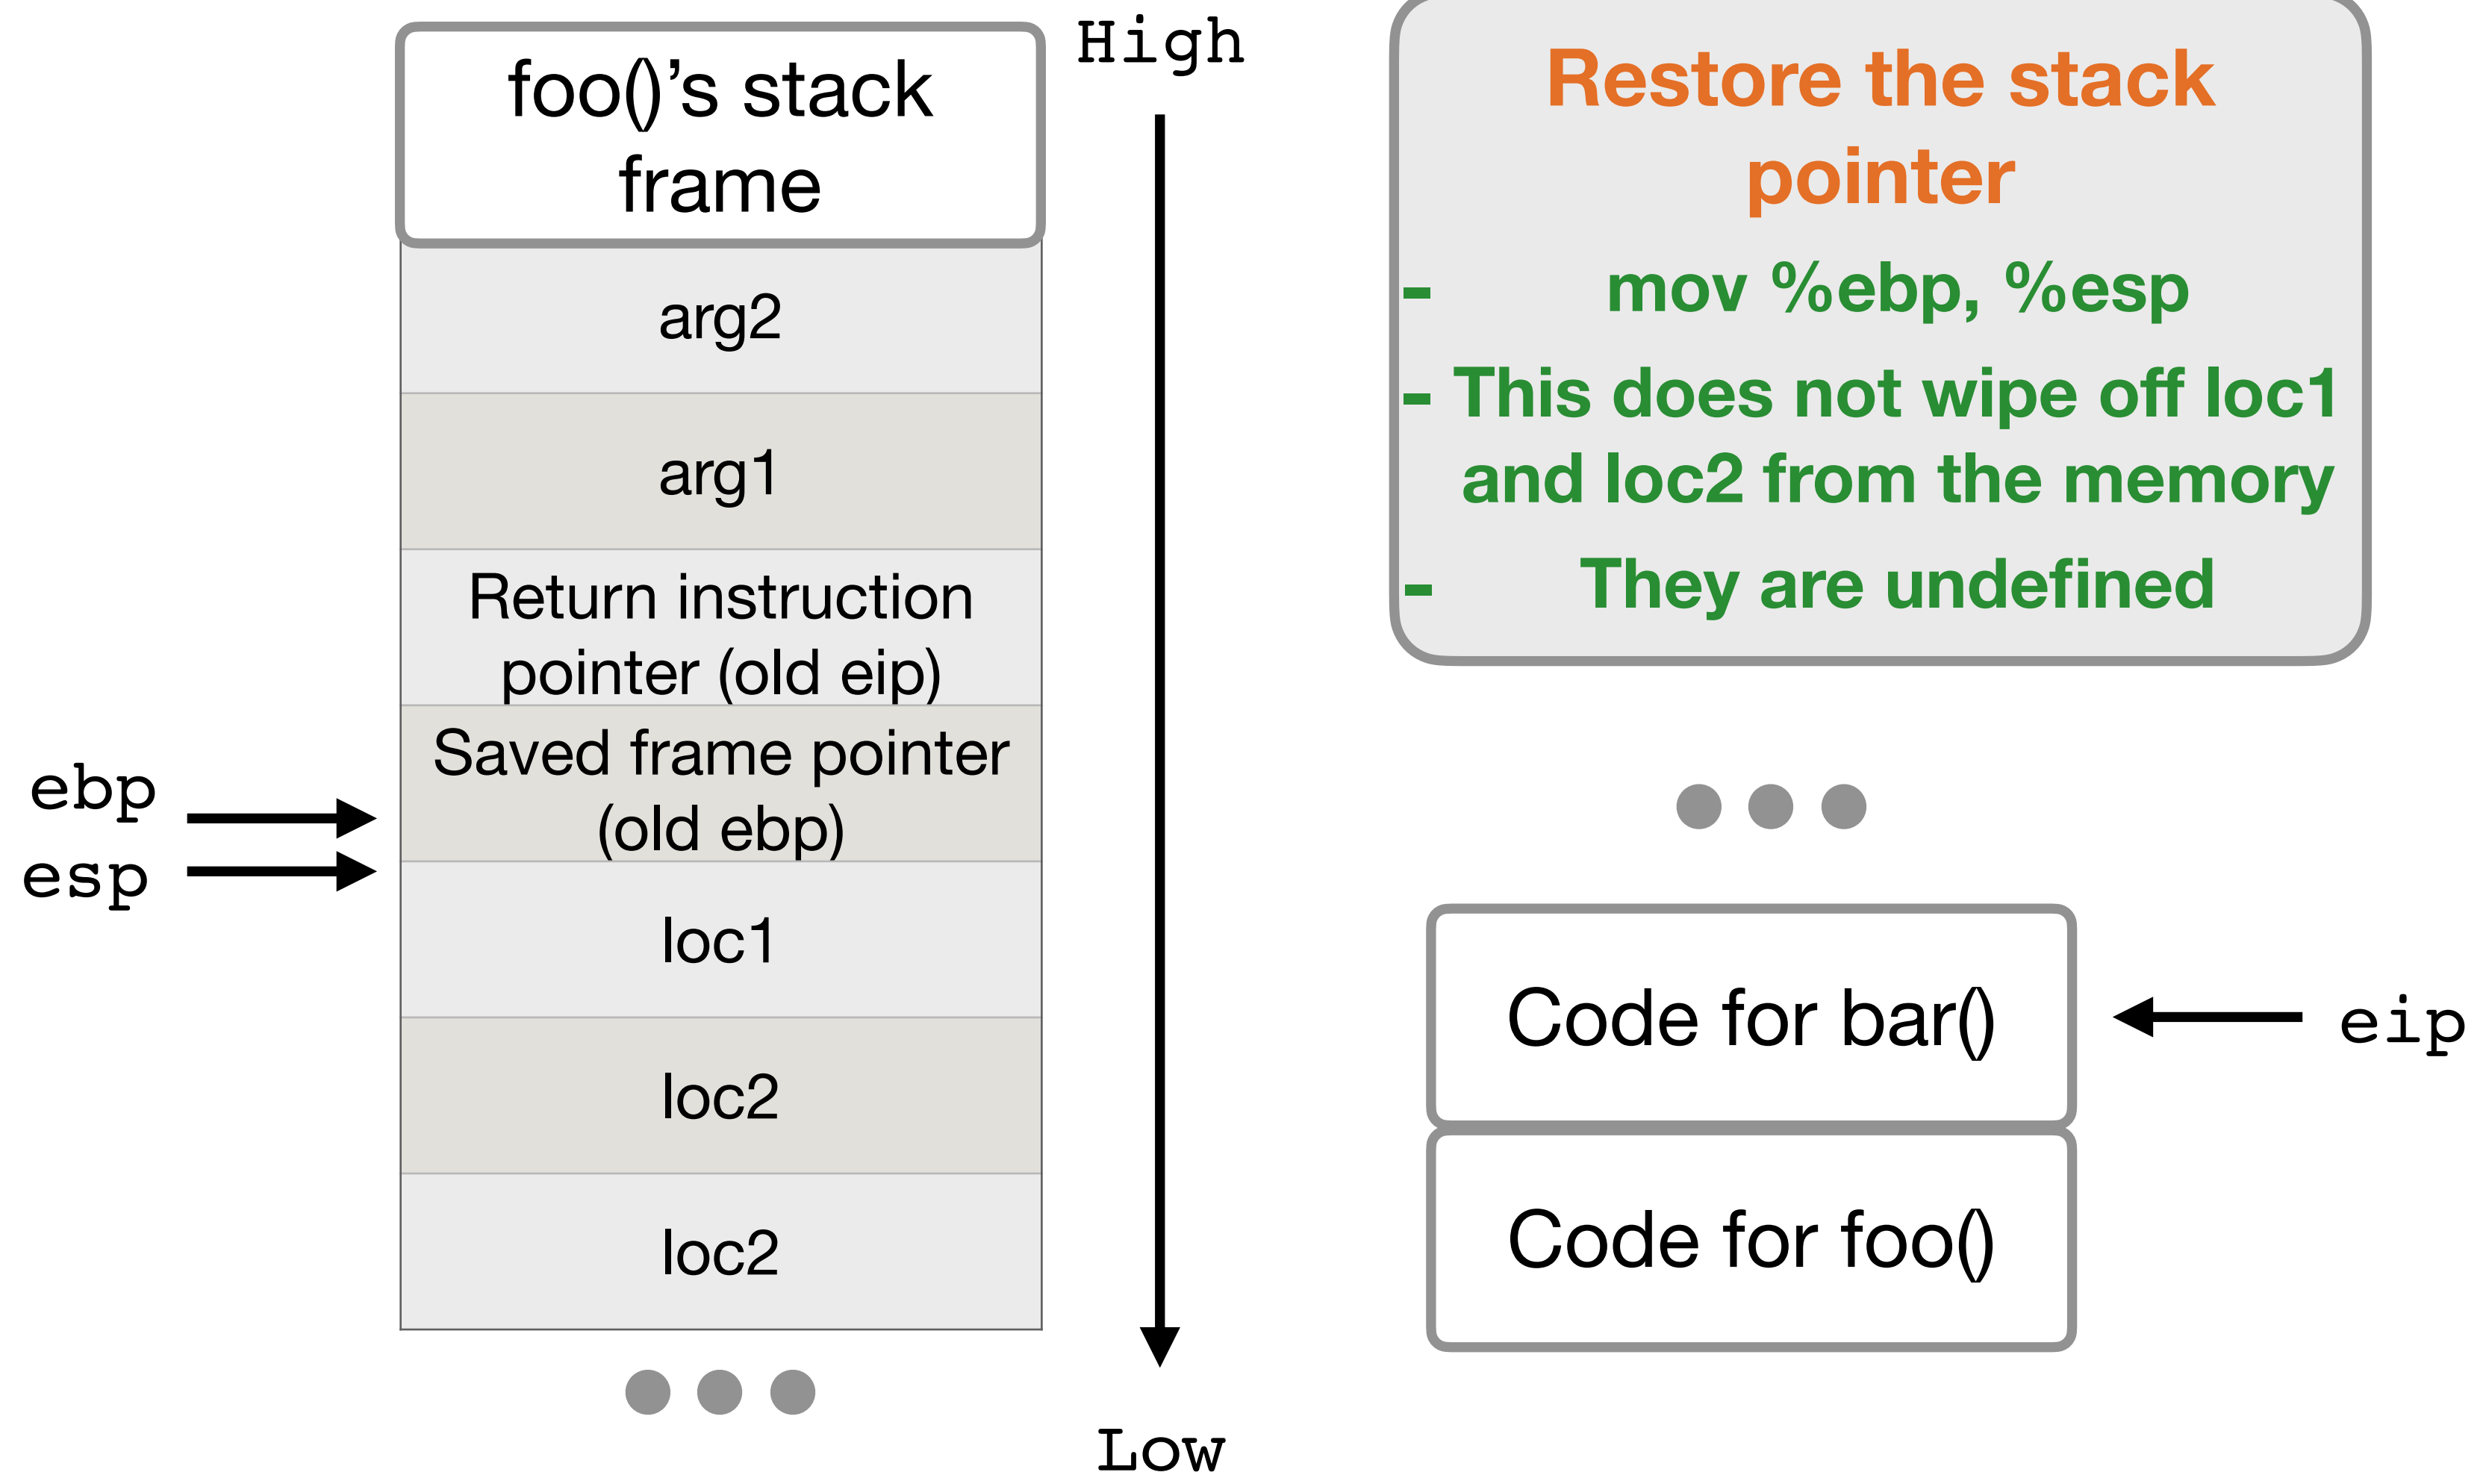 foo()’s stack
frame
arg2
arg1
Return instruction
pointer (old eip)
Saved frame pointer
(old ebp)
loc1
loc2
loc2
ebp
esp
High
Low
Restore the stack
pointer
- mov %ebp, %esp
- This does not wipe off loc1
and loc2 from the memory
- They are undefined
Code for bar()
Code for foo()
eip